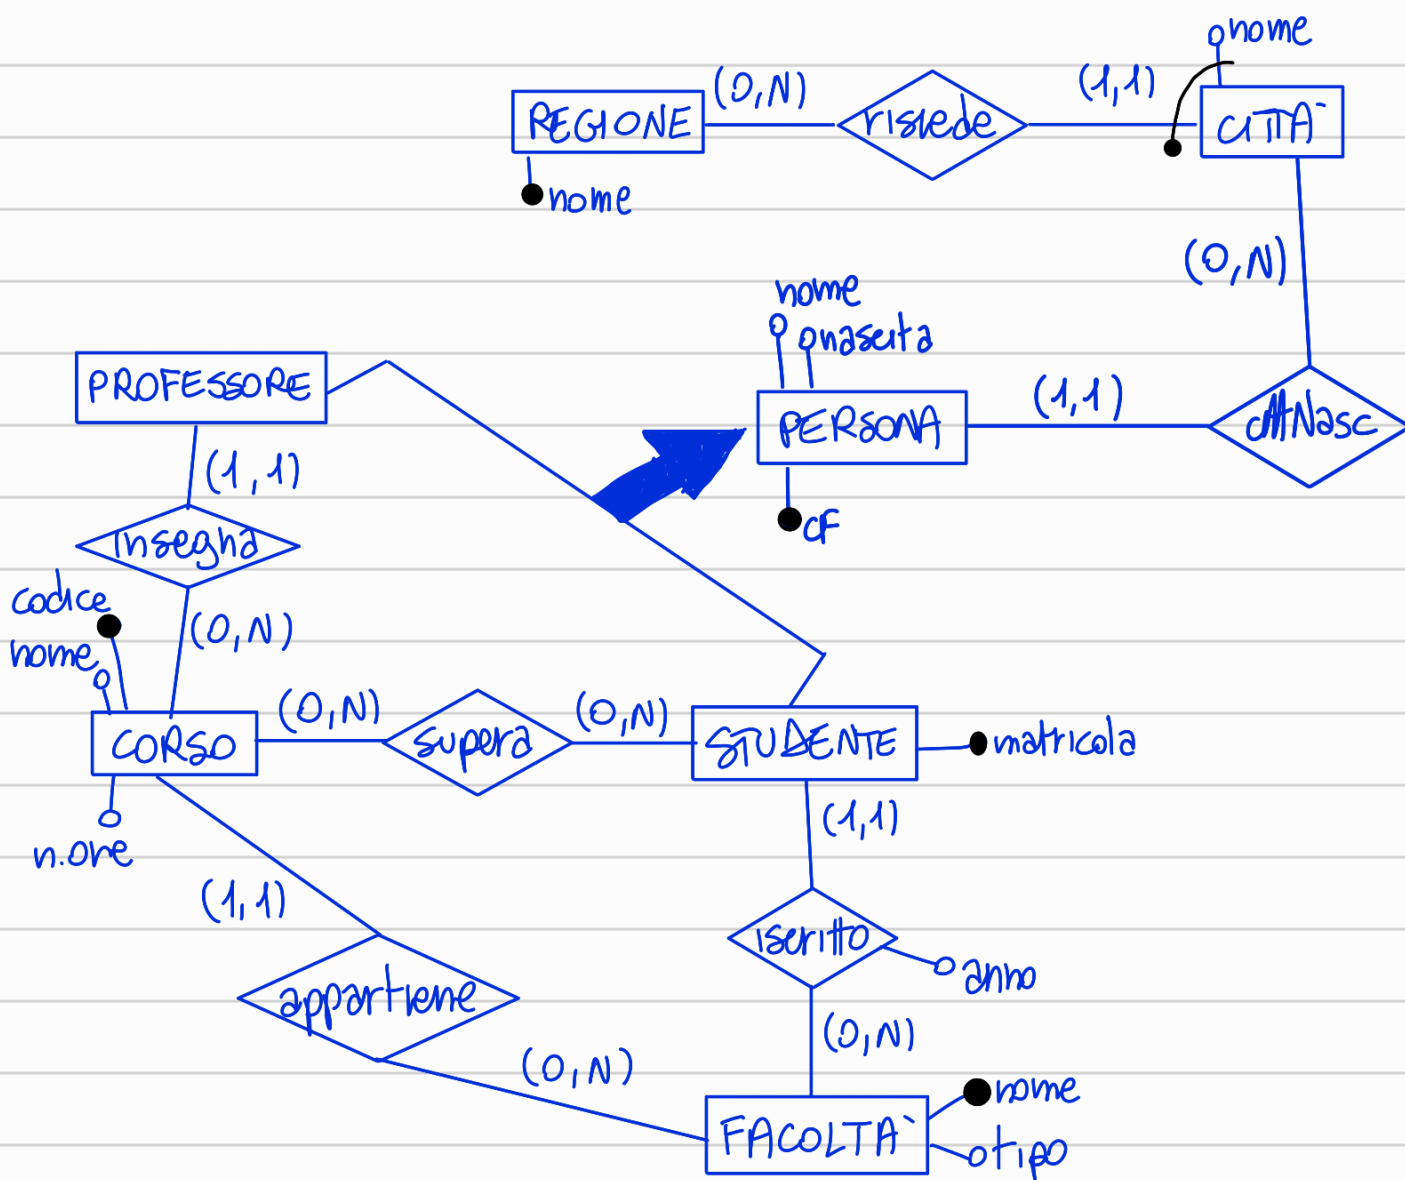 nome
(0,N)
(1,1)
REGIONE
risiede
CITTÀ
nome
(0,N)
nome
nascita
PROFESSORE
(1,1)
PERSONA
cittNasc
(1,1)
CF
insegna
codice
(0,N)
nome
(0,N)
(0,N)
CORSO
supera
STUDENTE
matricola
(1,1)
n.ore
(1,1)
iscritto
anno
appartiene
(0,N)
(0,N)
nome
FACOLTÀ
tipo